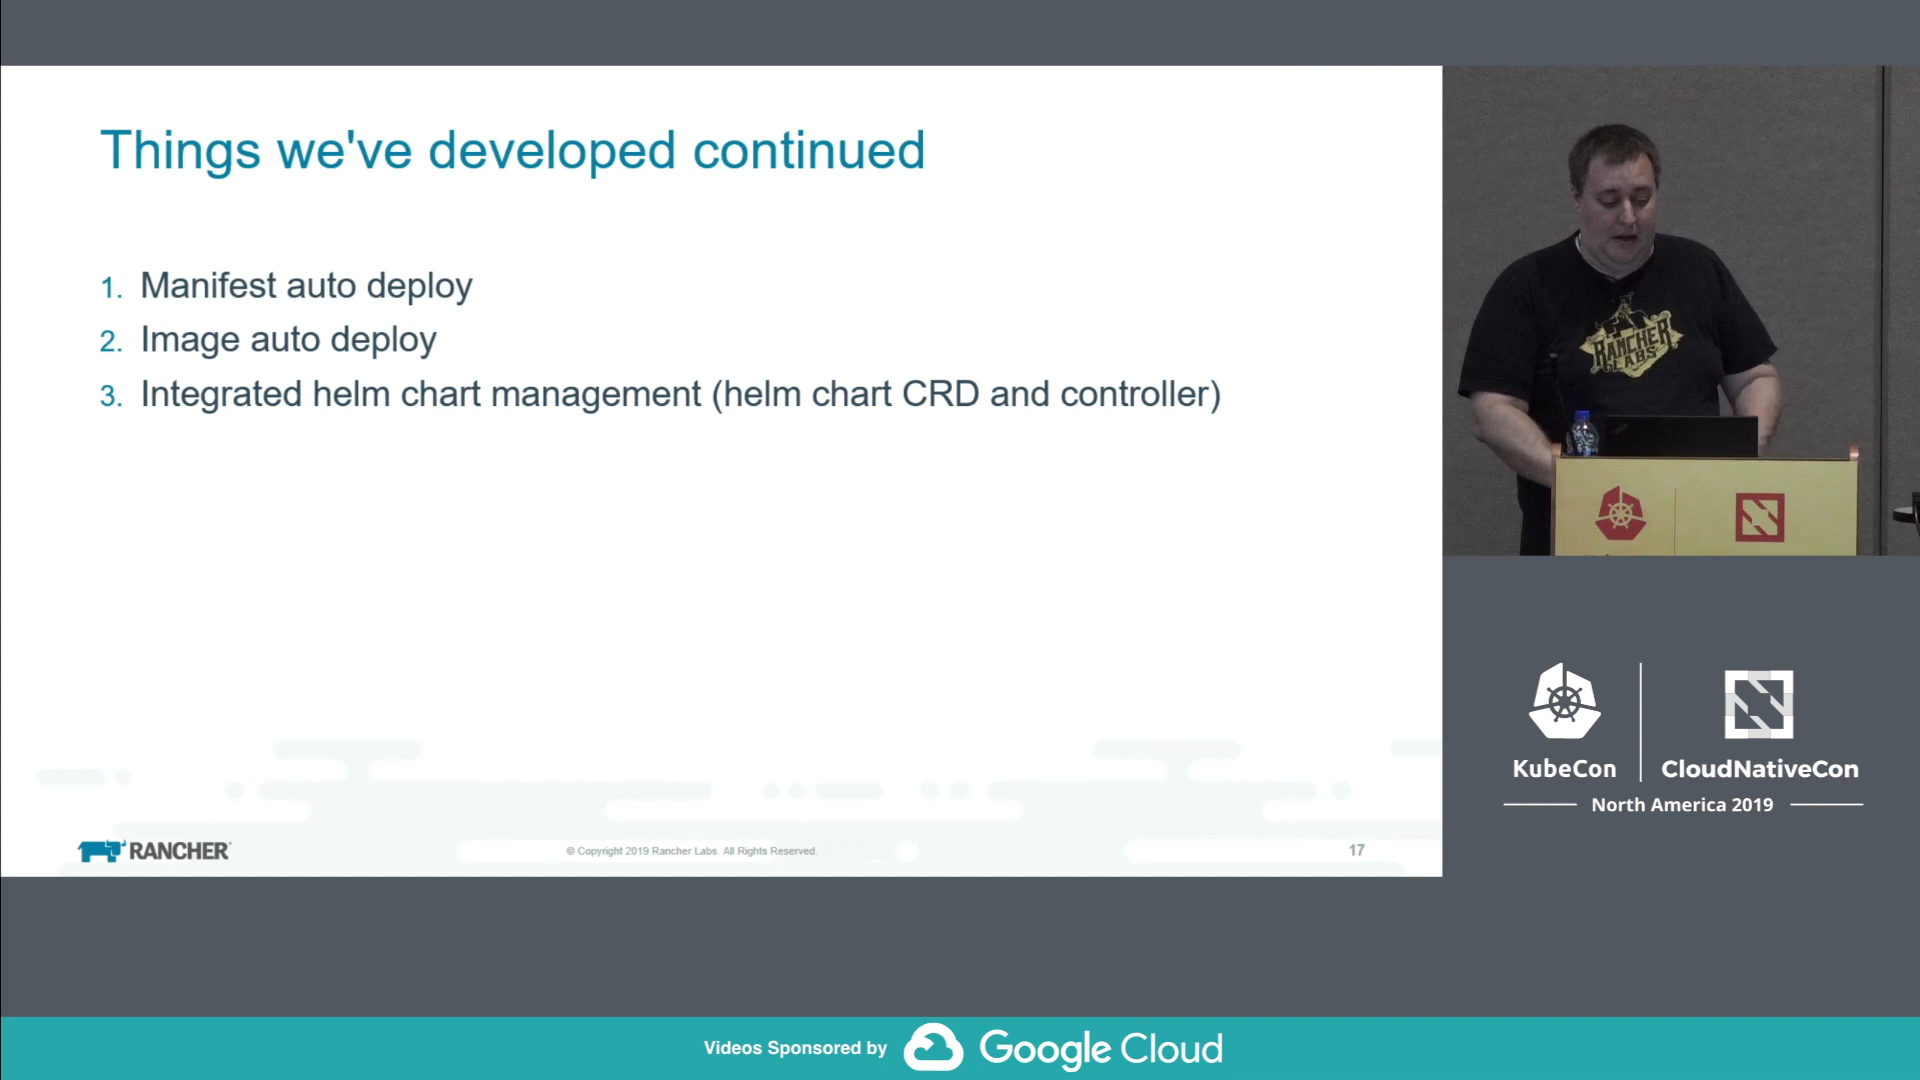 Things we've developed continued
1. Manifest auto deploy
2. Image auto deploy
3. Integrated helm chart management (helm chart CRD and controller)
RANCHER
© Copyright 2019 Rancher Labs. All Rights Reserved.
17
RANCHER
LABS
KubeCon
CloudNativeCon
North America 2019
Videos Sponsored by
Google Cloud